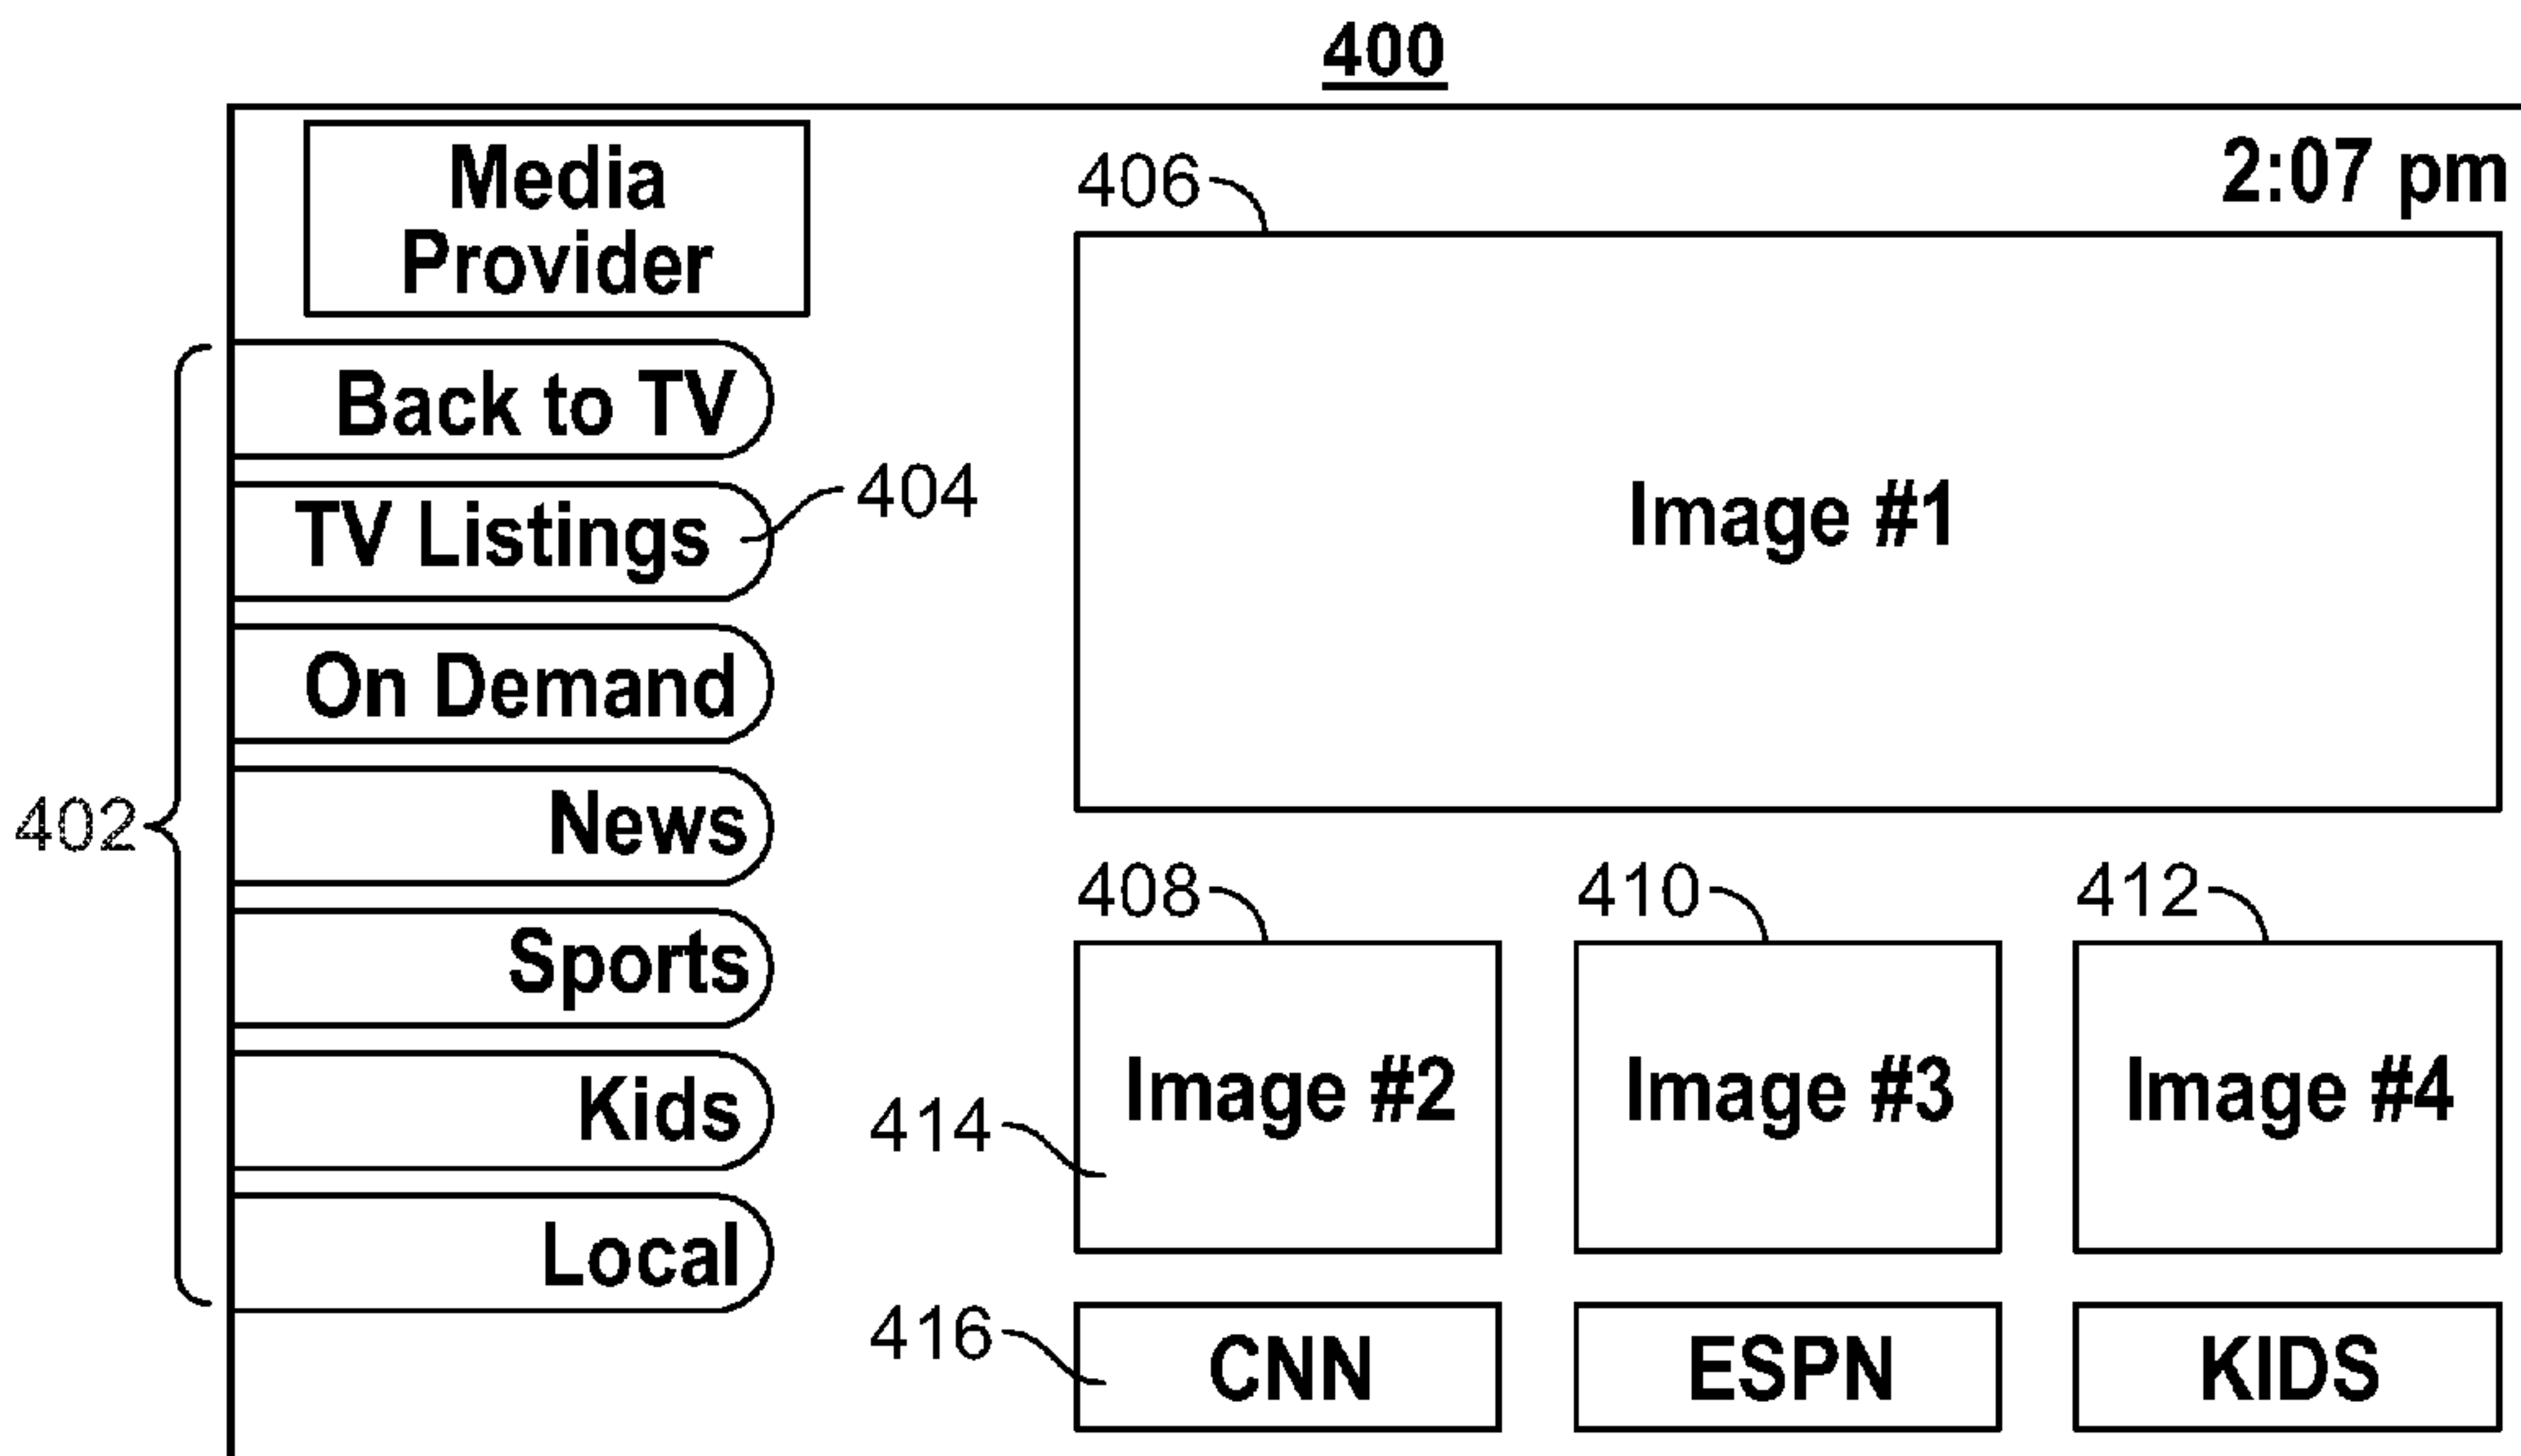 400
Media
Provider
2:07 pm
406
Back to TV
TV Listings
404
Image #1
On Demand
News
402
Sports
Kids
Local
408
410
412
Image #2
Image #3
Image #4
414
416
CNN
ESPN
KIDS